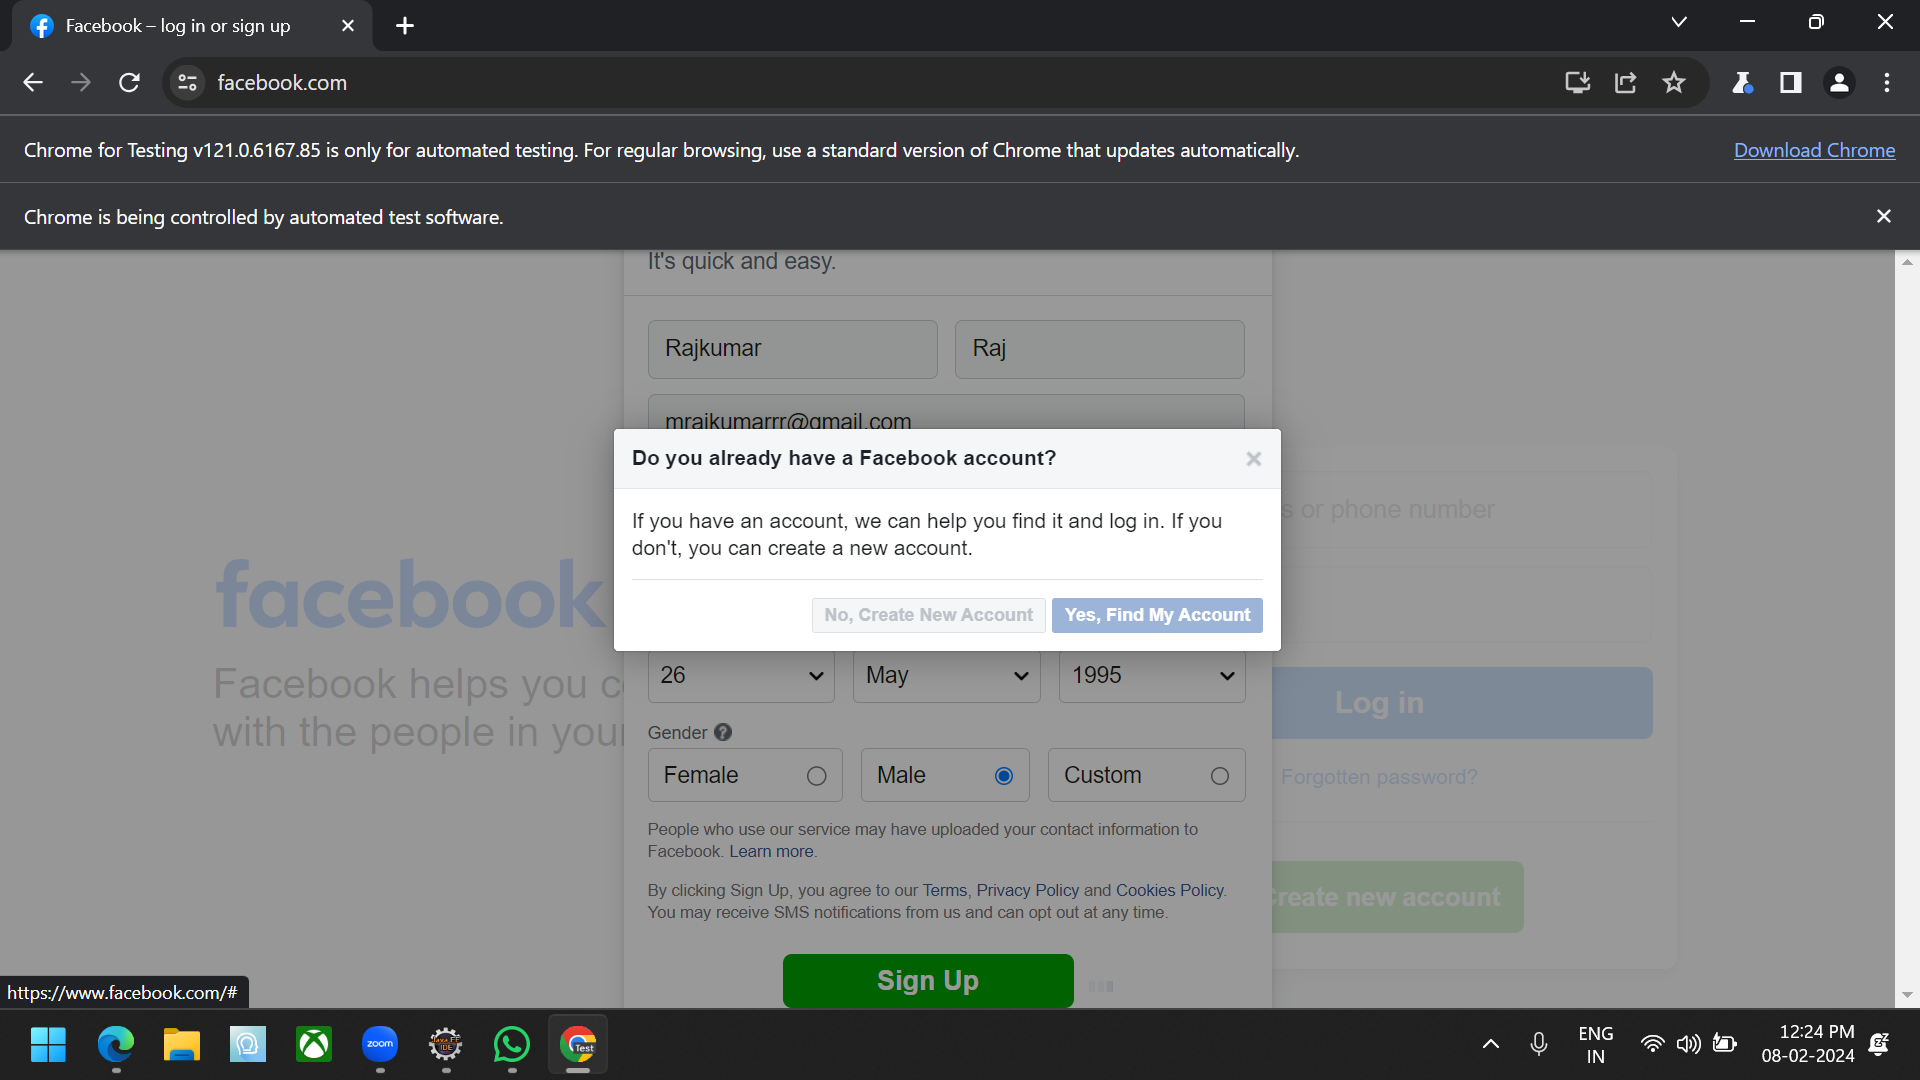 Facebook – log in or sign up
facebook.com
Chrome for Testing v121.0.6167.85 is only for automated testing. For regular browsing, use a standard version of Chrome that updates automatically.
Download Chrome
Chrome is being controlled by automated test software.
It's quick and easy.
Rajkumar
Raj
mrajkumarrr@gmail.com
Do you already have a Facebook account?
If you have an account, we can help you find it and log in. If you
don't, you can create a new account.
No, Create New Account
Yes, Find My Account
s or phone number
facebook
Facebook helps you c
with the people in your
26
May
1995
Log in
Gender
Female
Male
Custom
Forgotten password?
People who use our service may have uploaded your contact information to
Facebook. Learn more.
By clicking Sign Up, you agree to our Terms, Privacy Policy and Cookies Policy.
You may receive SMS notifications from us and can opt out at any time.
Create new account
Sign Up
https://www.facebook.com/#
zoom
Test
ENG
IN
12:24 PM
08-02-2024